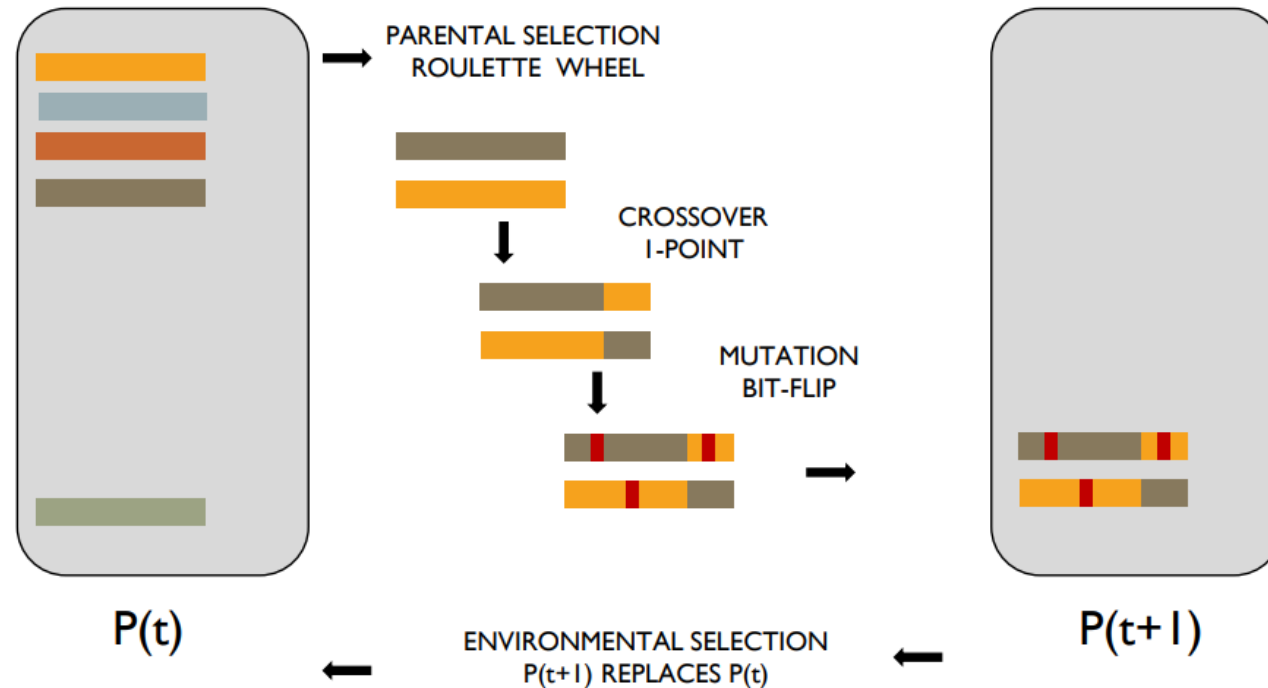 PARENTAL SELECTION
ROULETTE WHEEL
CROSSOVER
1-POINT
MUTATION
BIT-FLIP
P(t)
P(t+1)
ENVIRONMENTAL SELECTION
P(t+1) REPLACES P(t)